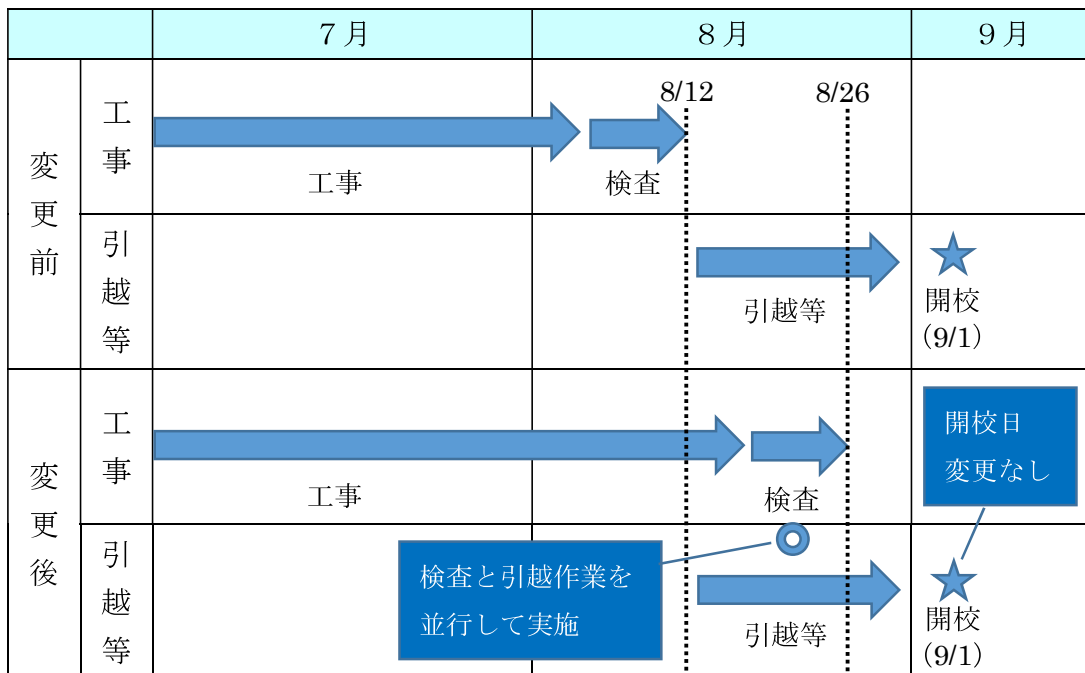 ７月
８月
９月
変更前
工事
8/12
8/26
工事
検査
引越等
引越等
開校
(9/1)
変更後
工事
工事
検査
開校日
変更なし
引越等
検査と引越作業を
並行して実施
引越等
開校
(9/1)